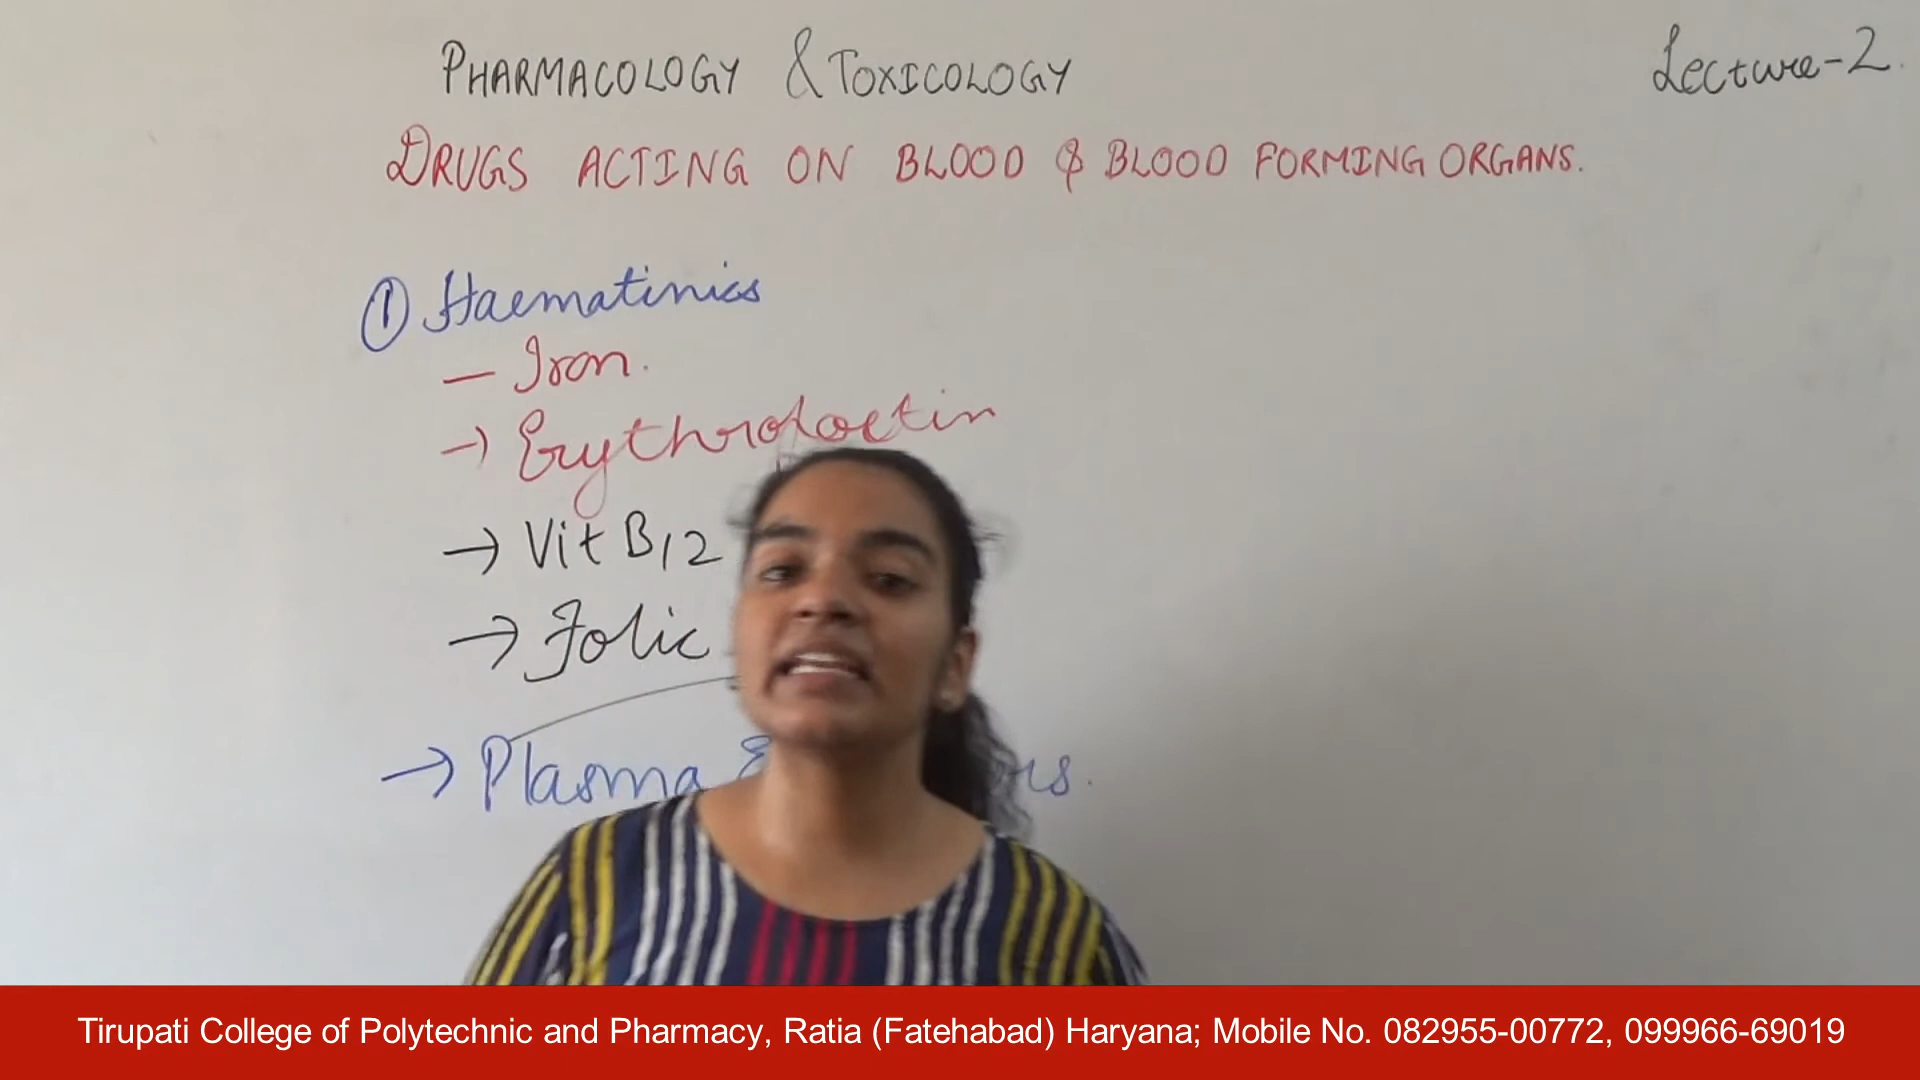 PHARMACOLOGY & TOXICOLOGY
Lecture-2.
DRUGS ACTING ON BLOOD & BLOOD FORMING ORGANS.
① Haematinics
— Iron.
→ Erythropoetin
→ Vit B12
→ Folic
→ Plasma
Tirupati College of Polytechnic and Pharmacy, Ratia (Fatehabad) Haryana; Mobile No. 082955-00772, 099966-69019